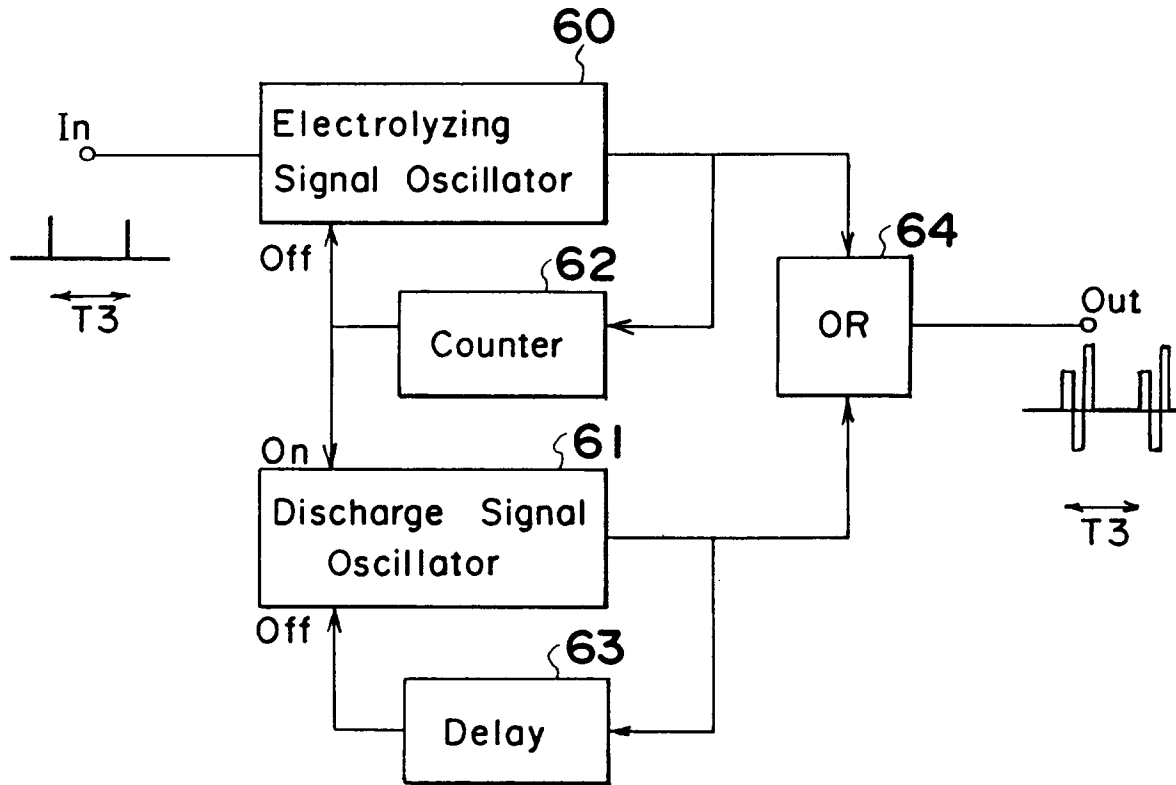 60
In
Electrolyzing
Signal Oscillator
Off
62
64
T3
Counter
OR
Out
On
61
Discharge Signal
Oscillator
T3
Off
63
Delay